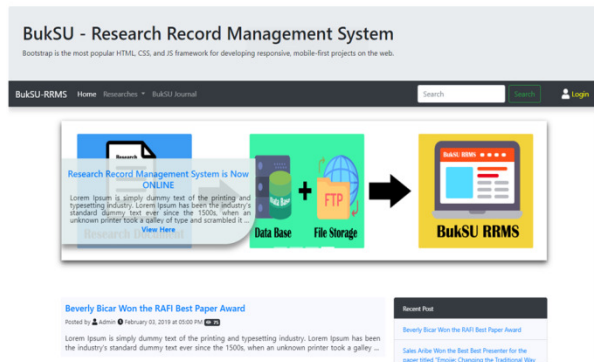 BukSU - Research Record Management System
Bootstrap is the most popular HTML, CSS, and JS framework for developing responsive, mobile-first projects on the web.
BukSU-RRMS Home Researches BukSU Journal Search Search Login
Research
Research Record Management System is Now
ONLINE
Lorem Ipsum is simply dummy text of the printing and
typesetting industry. Lorem Ipsum has been the industry's
standard dummy text ever since the 1500s, when an
unknown printer took a galley of type and scrambled it ...
View Here
Research Document
Data Base
Data Base
FTP
File Storage
BukSU RRMS
BukSU RRMS
Beverly Bicar Won the RAFI Best Paper Award
Posted by Admin February 03, 2019 at 05:00 PM
Lorem Ipsum is simply dummy text of the printing and typesetting industry. Lorem Ipsum has been
the industry's standard dummy text ever since the 1500s, when an unknown printer took a galley ...
Recent Post
Beverly Bicar Won the RAFI Best Paper Award
Sales Aribe Won the Best Best Presenter for the
paper titled "Empiie: Changing the Traditional Way